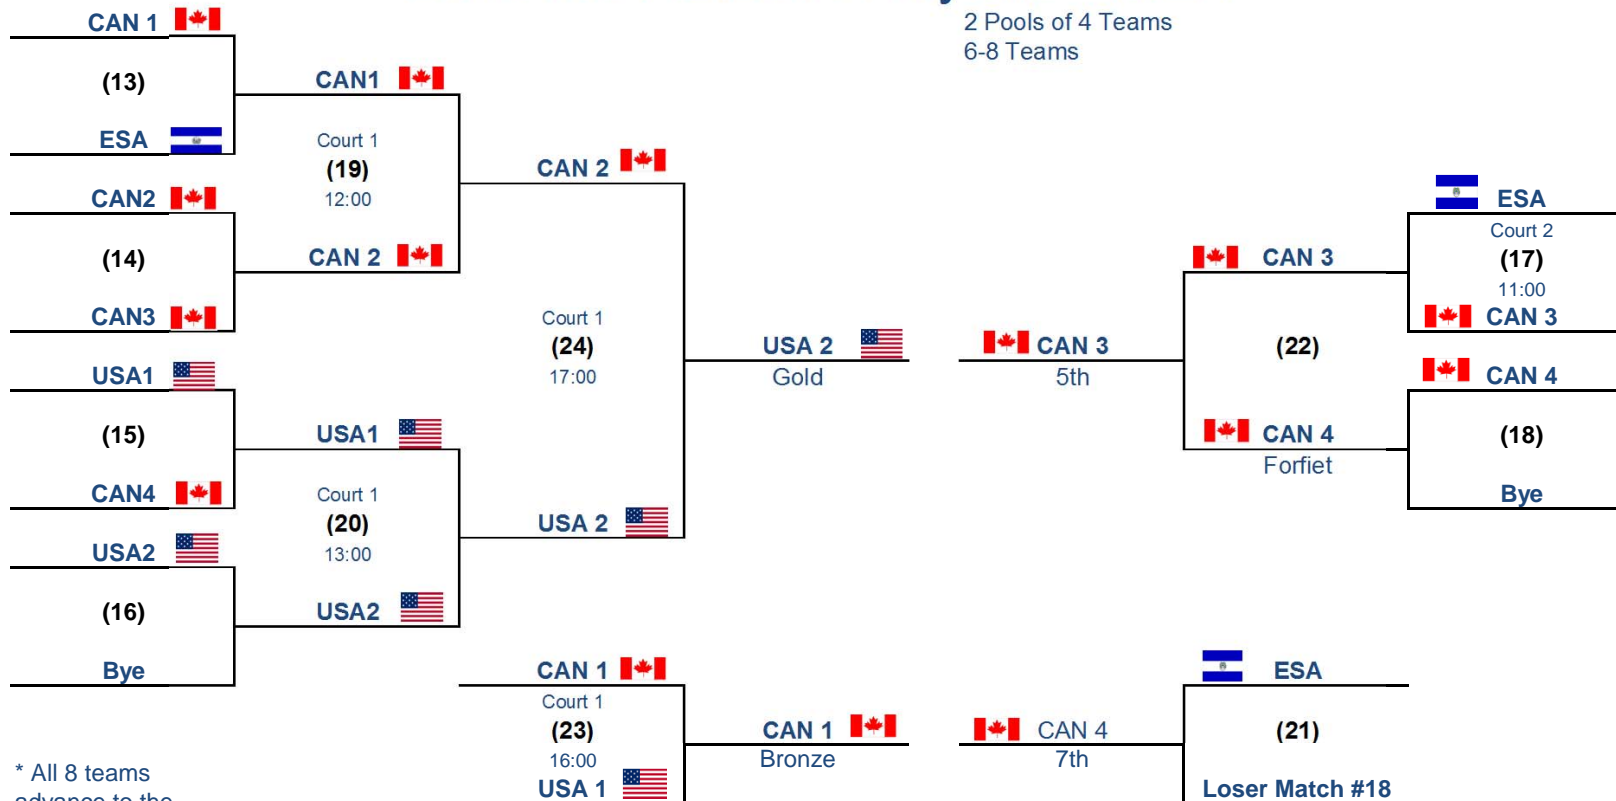 2 Pools of 4 Teams
6-8 Teams
CAN 1
(13)
ESA
CAN2
(14)
CAN3
USA1
(15)
CAN4
USA2
(16)
Bye
CAN1
Court 1
(19)
12:00
CAN 2
USA1
Court 1
(20)
13:00
USA2
CAN 2
Court 1
(24)
17:00
USA 2
USA 2
Gold
CAN 1
Court 1
(23)
16:00
USA 1
CAN 1
Bronze
CAN 3
5th
CAN 3
(22)
CAN 4
Forfiet
ESA
Court 2
(17)
11:00
CAN 3
CAN 4
(18)
Bye
CAN 4
7th
ESA
(21)
Loser Match #18
* All 8 teams
advance to the